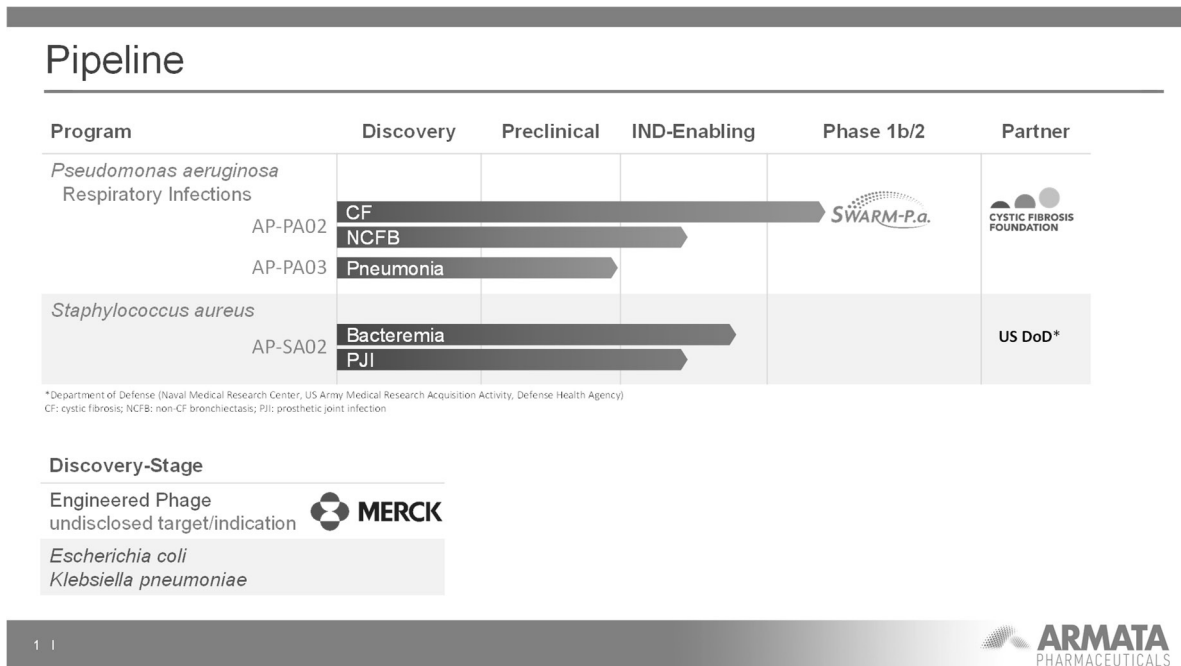 Pipeline
Program Discovery Preclinical IND-Enabling Phase 1b/2 Partner
Pseudomonas aeruginosa
Respiratory Infections
AP-PA02
CF
SWARM-P.a.
CYSTIC FIBROSIS
FOUNDATION
NCFB
AP-PA03 Pneumonia
Staphylococcus aureus
AP-SA02
Bacteremia
US DoD*
PJI
*Department of Defense (Naval Medical Research Center, US Army Medical Research Acquisition Activity, Defense Health Agency)
CF: cystic fibrosis; NCFB: non-CF bronchiectasis; PJI: prosthetic joint infection
Discovery-Stage
Engineered Phage
undisclosed target/indication
MERCK
Escherichia coli
Klebsiella pneumoniae
1 I
ARMATA
PHARMACEUTICALS